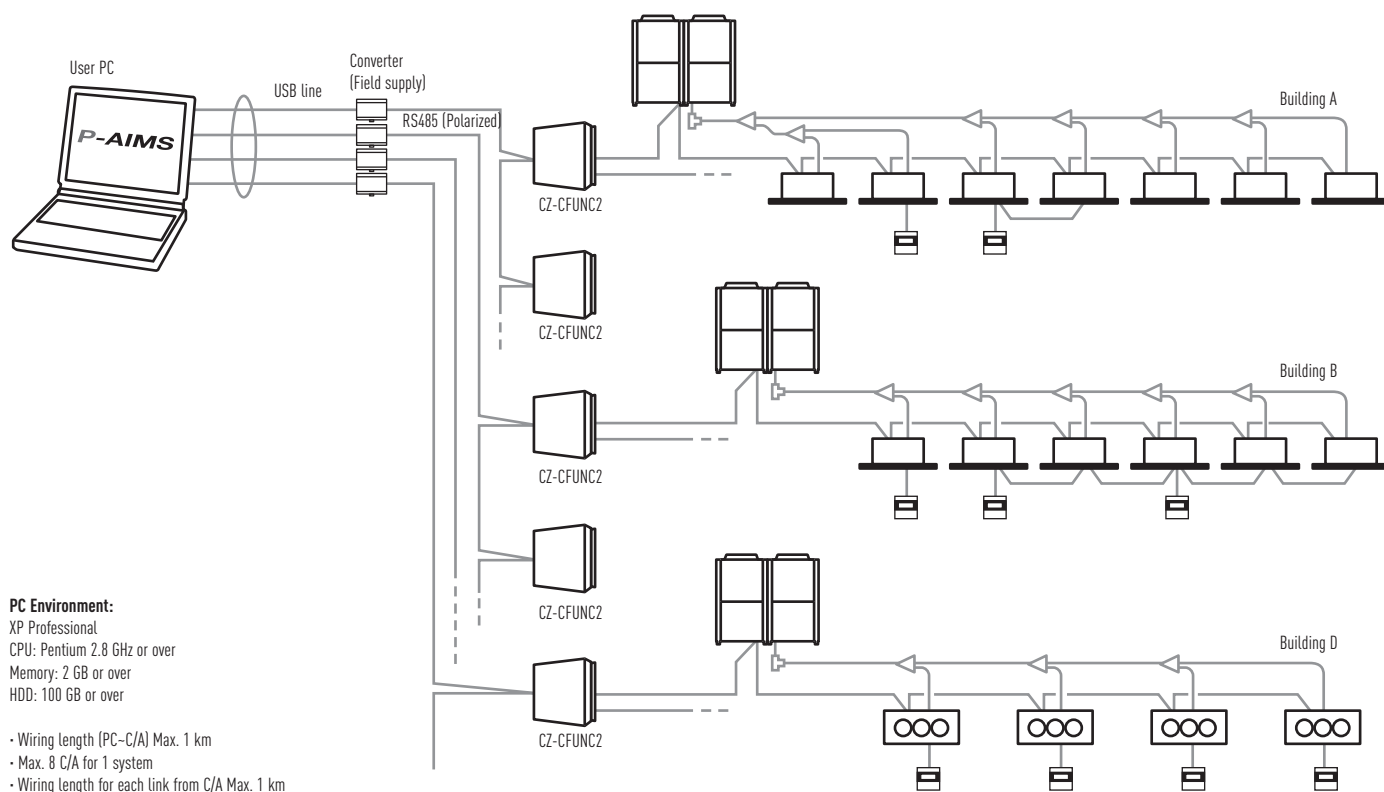 User PC
P-AIMS
USB line
Converter
(Field supply)
RS485 (Polarized)
Building A
CZ-CFUNC2
CZ-CFUNC2
Building B
CZ-CFUNC2
CZ-CFUNC2
Building D
CZ-CFUNC2
PC Environment:
XP Professional
CPU: Pentium 2.8 GHz or over
Memory: 2 GB or over
HDD: 100 GB or over
· Wiring length (PC~C/A) Max. 1 km
· Max. 8 C/A for 1 system
· Wiring length for each link from C/A Max. 1 km